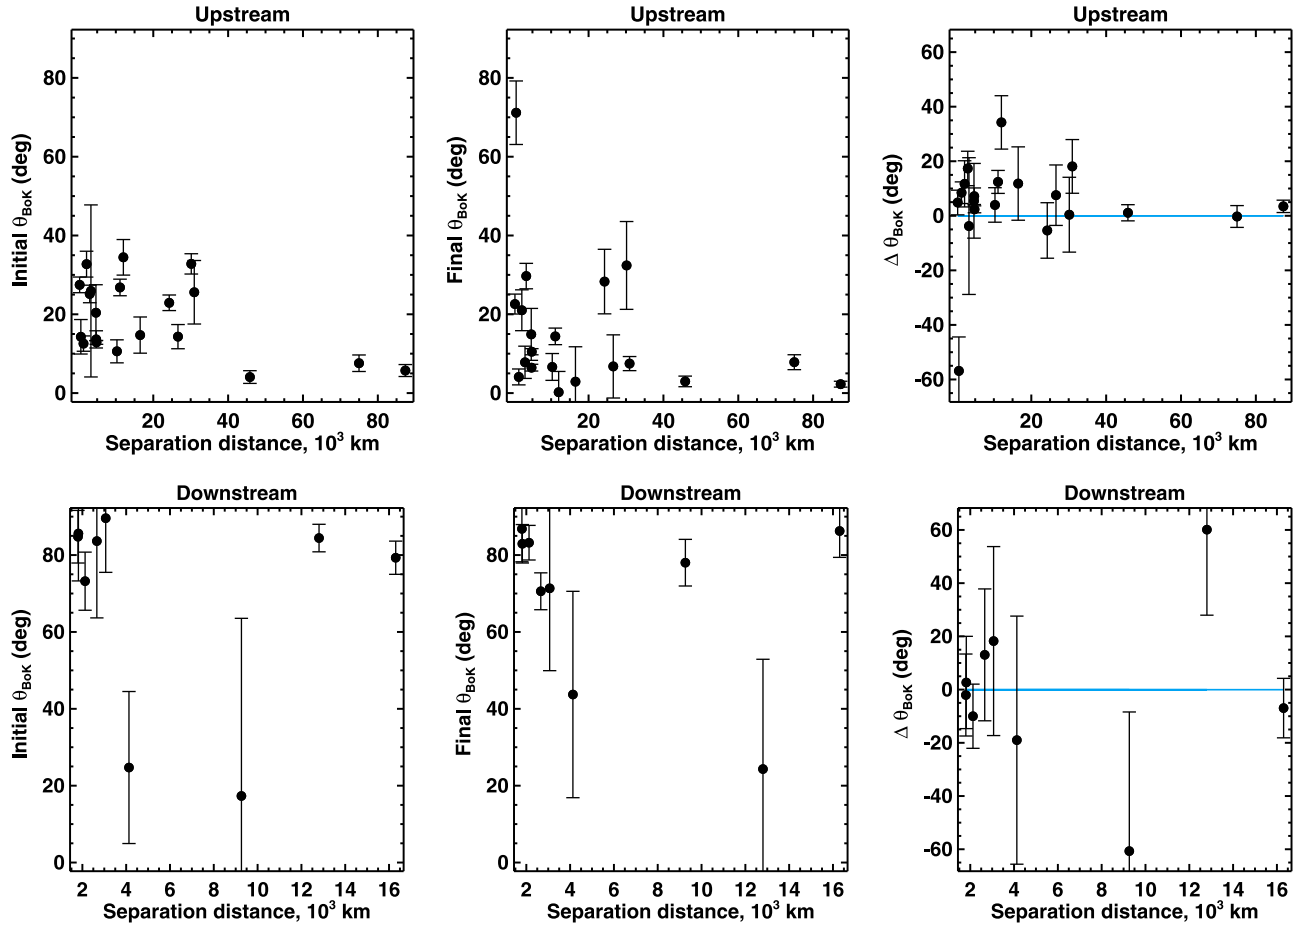 Upstream
Initial θBoK (deg)
80
60
40
20
0
20 40 60 80
Separation distance, 10³ km
Upstream
Final θBoK (deg)
80
60
40
20
0
20 40 60 80
Separation distance, 10³ km
Upstream
Δ θBoK (deg)
60
40
20
0
-20
-40
-60
20 40 60 80
Separation distance, 10³ km
Downstream
Initial θBoK (deg)
80
60
40
20
0
2 4 6 8 10 12 14 16
Separation distance, 10³ km
Downstream
Final θBoK (deg)
80
60
40
20
0
2 4 6 8 10 12 14 16
Separation distance, 10³ km
Downstream
Δ θBoK (deg)
60
40
20
0
-20
-40
-60
2 4 6 8 10 12 14 16
Separation distance, 10³ km